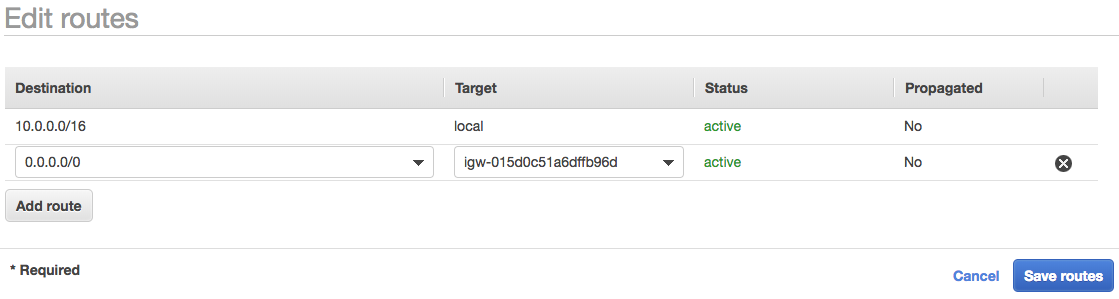 Edit routes
Destination Target Status Propagated
10.0.0.0/16 local active No
0.0.0.0/0 igw-015d0c51a6dffb96d active No
Add route
* Required
Cancel Save routes